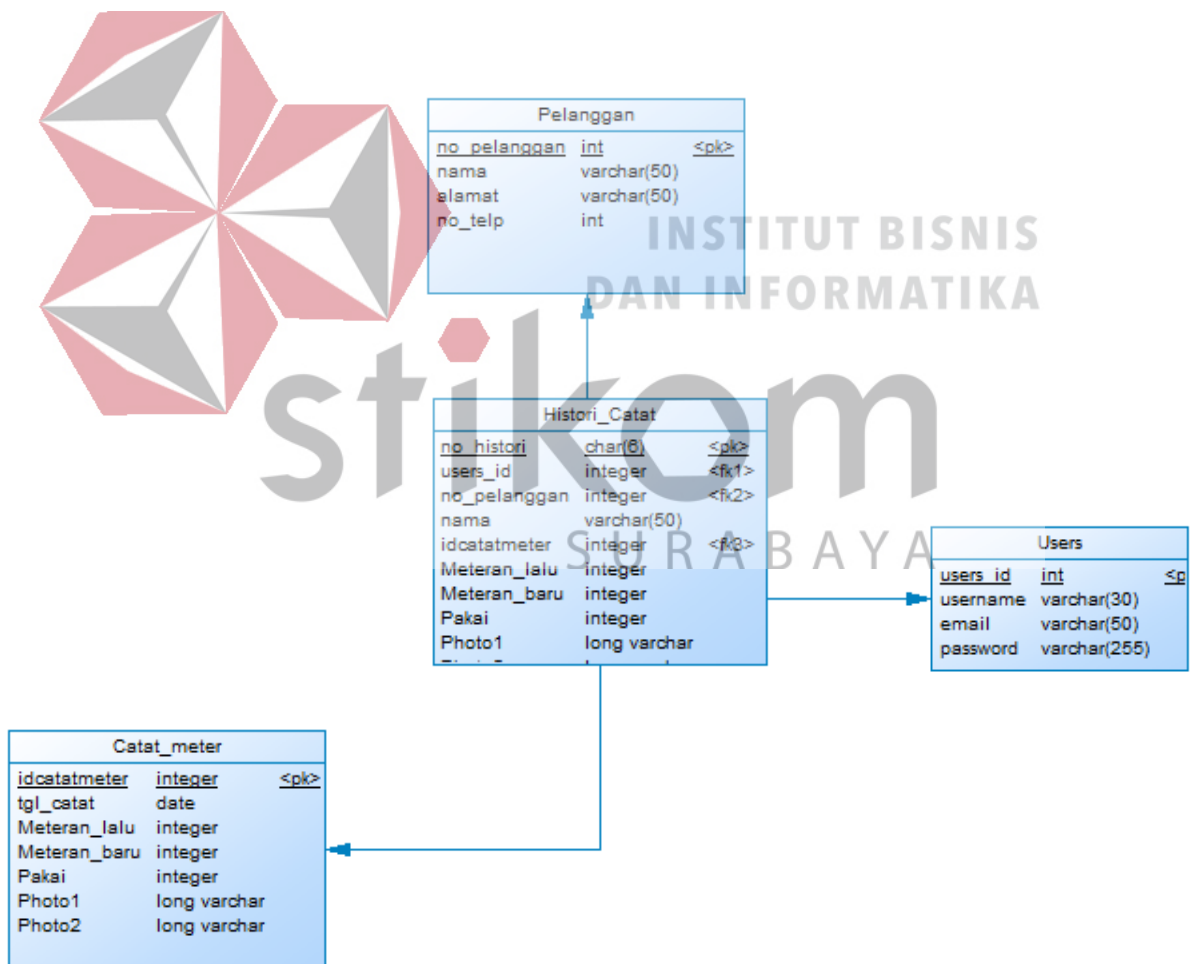 Pelanggan
no_pelanggan int <pk>
nama varchar(50)
alamat varchar(50)
no_telp int
INSTITUT BISNIS
DAN INFORMATIKA
stikom
SURABAYA
Histori_Catat
no_histori char(6) <pk>
users_id integer <fk1>
no_pelanggan integer <fk2>
nama varchar(50)
idcatatmeter integer <fk3>
Meteran_lalu integer
Meteran_baru integer
Pakai integer
Photo1 long varchar
Users
users_id int <p
username varchar(30)
email varchar(50)
password varchar(255)
Catat_meter
idcatatmeter integer <pk>
tgl_catat date
Meteran_lalu integer
Meteran_baru integer
Pakai integer
Photo1 long varchar
Photo2 long varchar